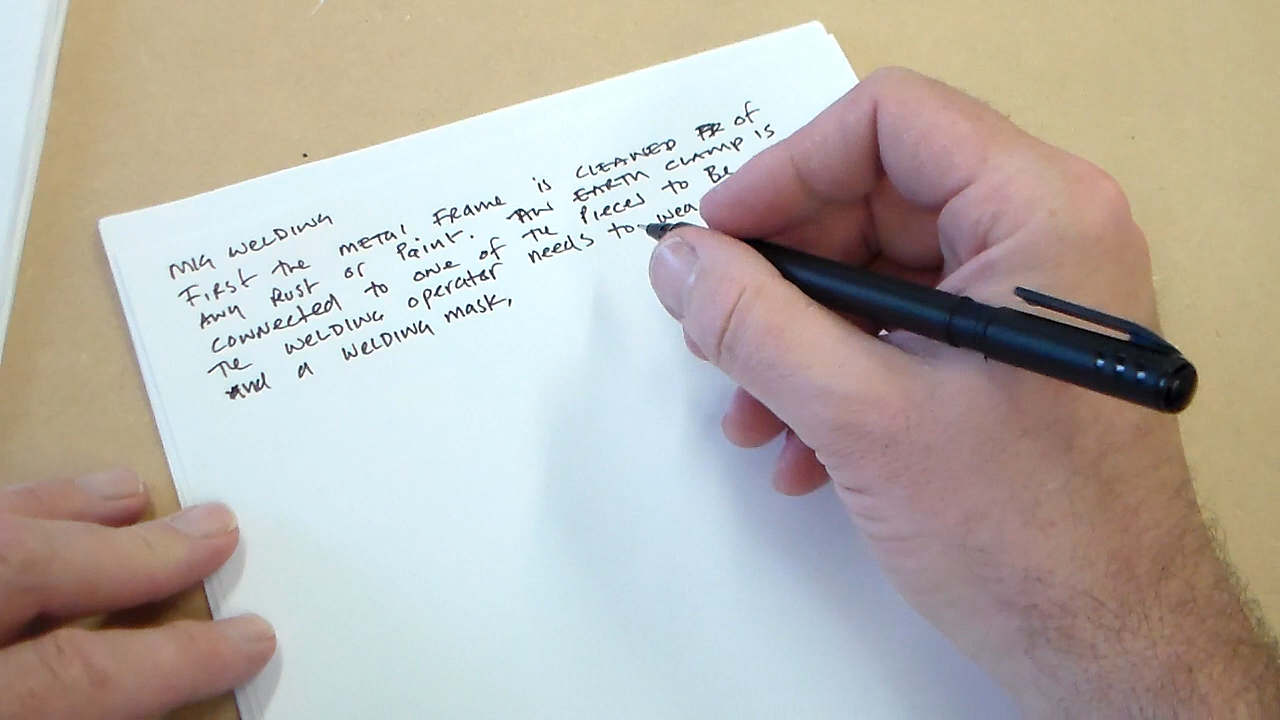 MIG WELDING
FIRST the METAL FRAME is CLEANED of
ANY RUST or PAINT. AN EARTH CLAMP IS
CONNECTED to one of THE PIECES to BE
THE WELDING operator needs to wea
and a WELDING mask,